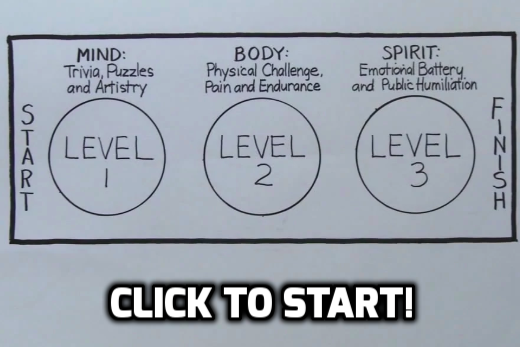 MIND:
Trivia, Puzzles
and Artistry
BODY:
Physical Challenge,
Pain and Endurance
SPIRIT:
Emotional Battery
and Public Humiliation
START
LEVEL
1
LEVEL
2
LEVEL
3
FINISH
CLICK TO START!